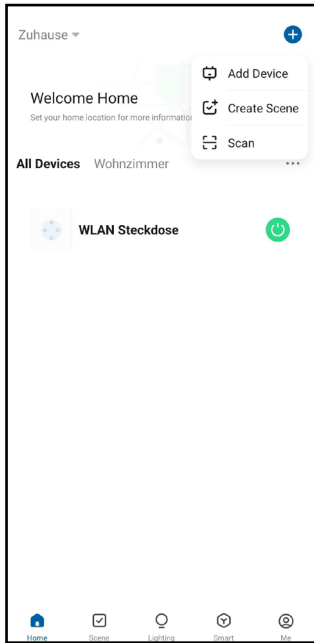 Zuhause
Add Device
Welcome Home
Create Scene
Set your home location for more informatio
Scan
All Devices Wohnzimmer
WLAN Steckdose
Home Scene Lighting Smart Me